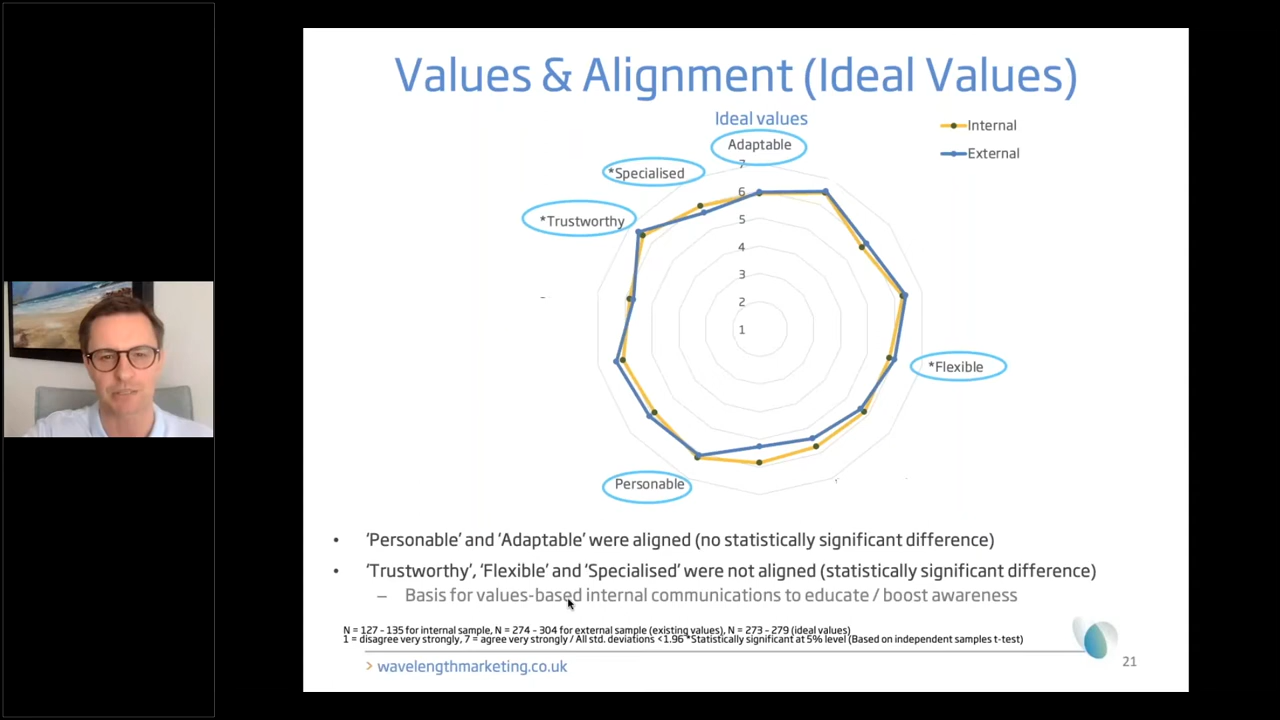 Values & Alignment (Ideal Values)
Ideal values
Internal
External
Adaptable
*Specialised
*Trustworthy
*Flexible
Personable
7
6
5
4
3
2
1
• 'Personable' and 'Adaptable' were aligned (no statistically significant difference)
• 'Trustworthy', 'Flexible' and 'Specialised' were not aligned (statistically significant difference)
– Basis for values-based internal communications to educate / boost awareness
N = 127 – 135 for internal sample, N = 274 – 304 for external sample (existing values), N = 273 – 279 (ideal values)
1 = disagree very strongly, 7 = agree very strongly / All std. deviations <1.96 *Statistically significant at 5% level (Based on independent samples t-test)
> wavelengthmarketing.co.uk
21